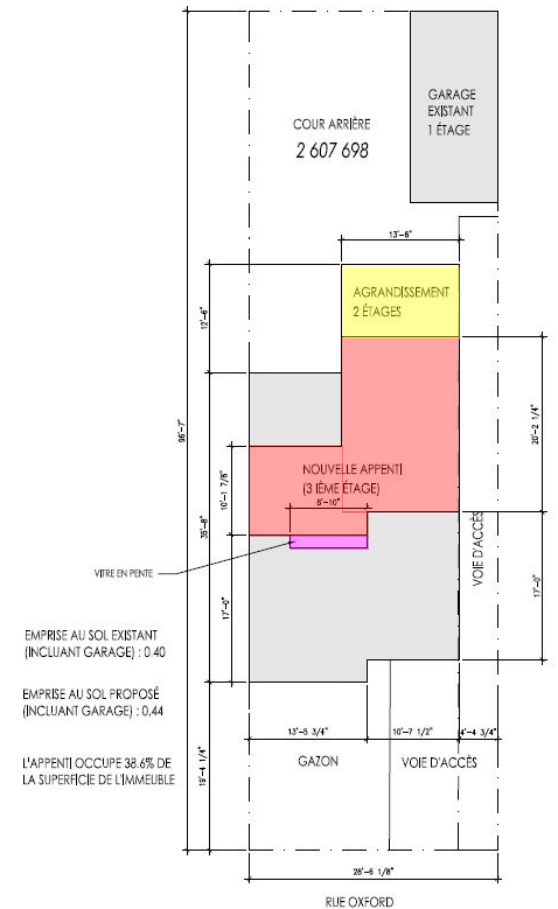 GARAGE
EXISTANT
1 ÉTAGE
COUR ARRIÈRE
2 607 698
13'-6"
AGRANDISSEMENT
2 ÉTAGES
12'-6"
96'-7"
20'-2 1/4"
NOUVELLE APPENTI
(3 IÈME ÉTAGE)
8'-10"
10'-1 7/8"
35'-8"
VITRE EN PENTE
VOIE D'ACCÈS
17'-0"
17'-0"
EMPRISE AU SOL EXISTANT
(INCLUANT GARAGE) : 0.40
EMPRISE AU SOL PROPOSÉ
(INCLUANT GARAGE) : 0.44
L'APPENTI OCCUPE 38.6% DE
LA SUPERFICIE DE L'IMMEUBLE
19'-4 1/4"
13'-5 3/4"
10'-7 1/2"
4'-4 3/4"
GAZON
VOIE D'ACCÈS
28'-6 1/8"
RUE OXFORD